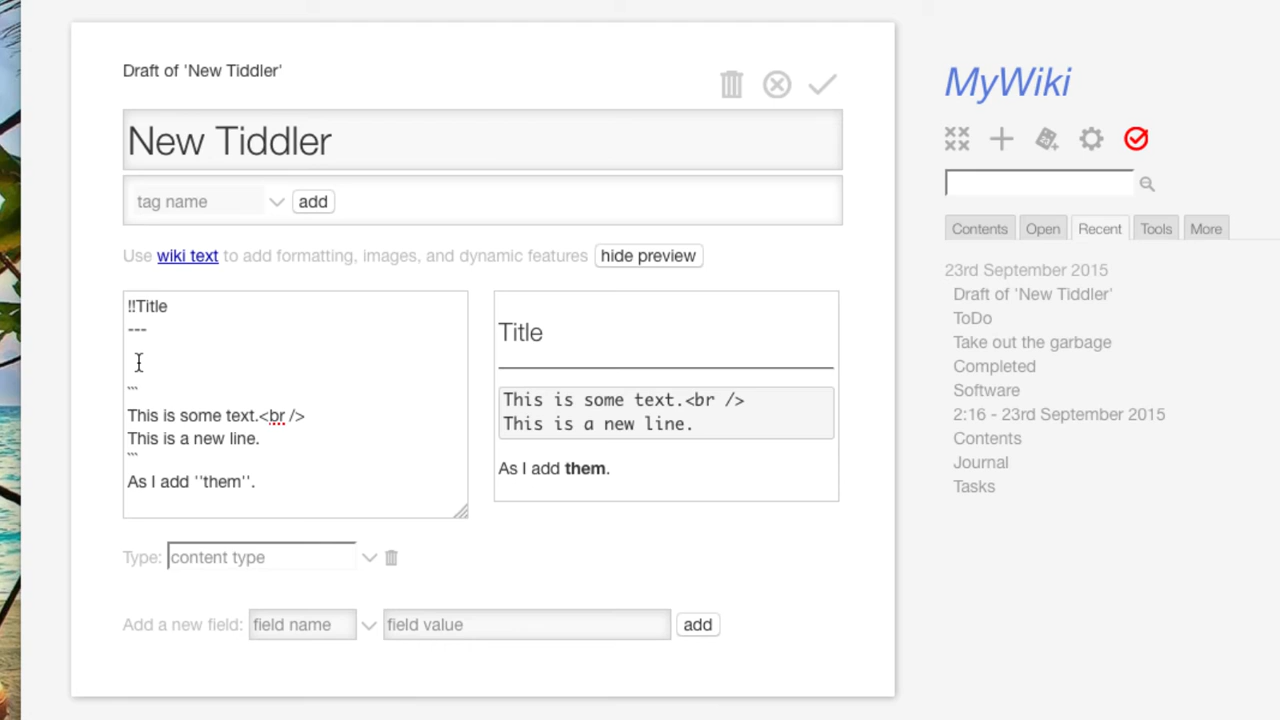 Draft of 'New Tiddler'
New Tiddler
tag name add
Use wiki text to add formatting, images, and dynamic features hide preview
!!Title
---
```
This is some text.<br />
This is a new line.
```
As I add ''them''.
Title
This is some text.<br />
This is a new line.
As I add them.
Type: content type
Add a new field: field name field value add
MyWiki
Contents Open Recent Tools More
23rd September 2015
Draft of 'New Tiddler'
ToDo
Take out the garbage
Completed
Software
2:16 - 23rd September 2015
Contents
Journal
Tasks